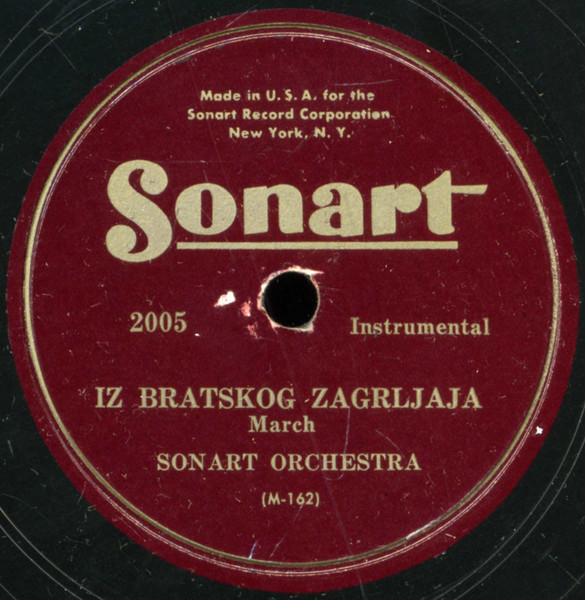 Made in U.S.A. for the
Sonart Record Corporation
New York, N. Y.
Sonart
2005
Instrumental
IZ BRATSKOG ZAGRLJAJA
March
SONART ORCHESTRA
(M-162)